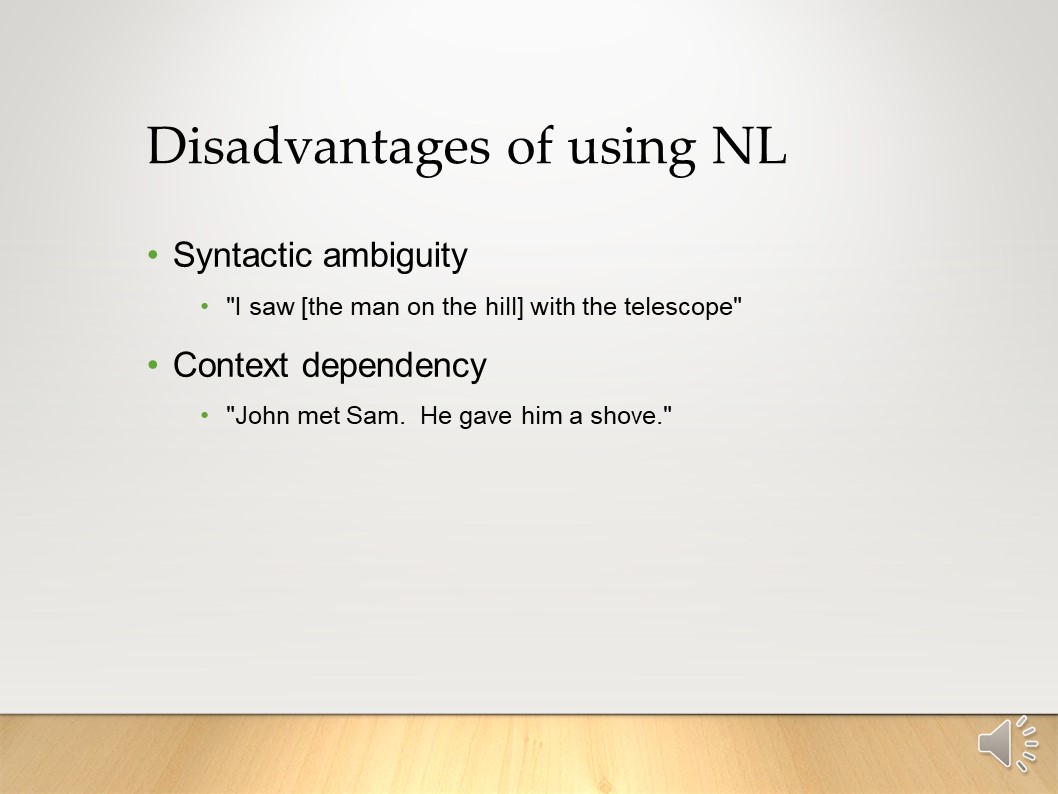 Disadvantages of using NL
• Syntactic ambiguity
• "I saw [the man on the hill] with the telescope"
• Context dependency
• "John met Sam.  He gave him a shove."